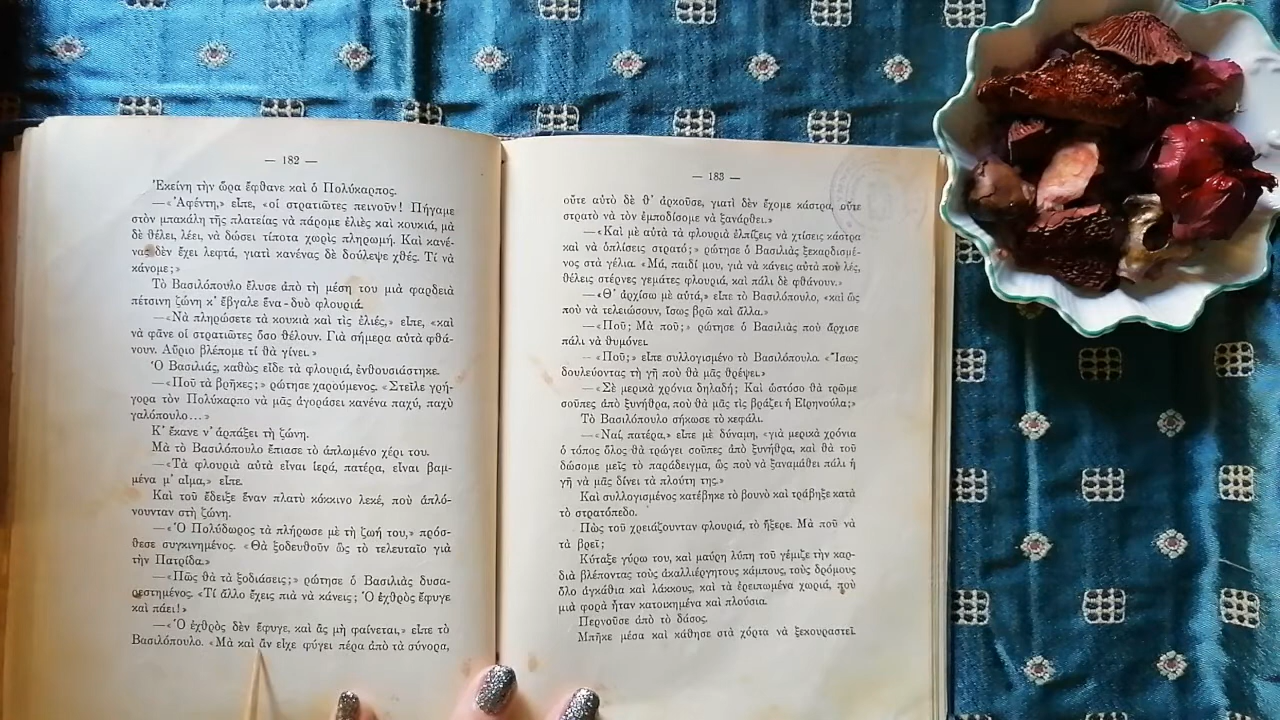 — 182 —
Ἐκείνη τὴν ὥρα ἔφθανε καὶ ὁ Πολύκαρπος.
—«Ἀφέντη,» εἶπε, «οἱ στρατιῶτες πεινοῦν! Πήγαμε
στὸν μπακάλη τῆς πλατείας νὰ πάρομε ἐλιὲς καὶ κουκιά, μὰ
δὲ θέλει, λέει, νὰ δώσει τίποτα χωρὶς πληρωμή. Καὶ κανέ-
νας δὲν ἔχει λεφτά, γιατὶ κανένας δὲ δούλεψε χθές. Τί νὰ
κάνομε;»
Τὸ Βασιλόπουλο ἔλυσε ἀπὸ τὴ μέση του μιὰ φαρδειὰ
πέτσινη ζώνη κ' ἔβγαλε ἕνα-δυὸ φλουριά.
—«Νὰ πληρώσετε τὰ κουκιὰ καὶ τὶς ἐλιές,» εἶπε, «καὶ
νὰ φᾶνε οἱ στρατιῶτες ὅσο θέλουν. Γιὰ σήμερα αὐτὰ φθά-
νουν. Αὔριο βλέπομε τί θὰ γίνει.»
Ὁ Βασιλιάς, καθὼς εἶδε τὰ φλουριά, ἐνθουσιάστηκε.
—«Ποῦ τὰ βρῆκες;» ρώτησε χαρούμενος. «Στεῖλε γρή-
γορα τὸν Πολύκαρπο νὰ μᾶς ἀγοράσει κανένα παχύ, παχὺ
γαλόπουλο...»
Κ' ἔκανε ν' ἁρπάξει τὴ ζώνη.
Μὰ τὸ Βασιλόπουλο ἔπιασε τὸ ἁπλωμένο χέρι του.
—«Τὰ φλουριὰ αὐτὰ εἶναι ἱερά, πατέρα, εἶναι βαμ-
μένα μ' αἷμα,» εἶπε.
Καὶ τοῦ ἔδειξε ἕναν πλατὺ κόκκινο λεκέ, ποὺ ἁπλώ-
νουνταν στὴ ζώνη.
—«Ὁ Πολύδωρος τὰ πλήρωσε μὲ τὴ ζωή του,» πρόσ-
θεσε συγκινημένος. «Θὰ ξοδευθοῦν ὣς τὸ τελευταῖο γιὰ
τὴν Πατρίδα.»
—«Πῶς θὰ τὰ ξοδιάσεις;» ρώτησε ὁ Βασιλιὰς δυσα-
ρεστημένος. «Τί ἄλλο ἔχεις πιὰ νὰ κάνεις; Ὁ ἐχθρὸς ἔφυγε
καὶ πάει!»
—«Ὁ ἐχθρὸς δὲν ἔφυγε, καὶ ἂς μὴ φαίνεται,» εἶπε τὸ
Βασιλόπουλο. «Μὰ καὶ ἂν εἶχε φύγει πέρα ἀπὸ τὰ σύνορα,
— 183 —
οὔτε αὐτὸ δὲ θ' ἀρκοῦσε, γιατὶ δὲν ἔχομε κάστρα, οὔτε
στρατὸ νὰ τὸν ἐμποδίσομε νὰ ξανάρθει.»
—«Καὶ μὲ αὐτὰ τὰ φλουριὰ ἐλπίζεις νὰ χτίσεις κάστρα
καὶ νὰ ὁπλίσεις στρατό;» ρώτησε ὁ Βασιλιὰς ξεκαρδισμέ-
νος στὰ γέλια. «Μά, παιδί μου, γιὰ νὰ κάνεις αὐτὰ ποὺ λές,
θέλεις στέρνες γεμάτες φλουριά, καὶ πάλι δὲ φθάνουν.»
—«Θ' ἀρχίσω μὲ αὐτά,» εἶπε τὸ Βασιλόπουλο, «καὶ ὣς
ποὺ νὰ τελειώσουν, ἴσως βρῶ καὶ ἄλλα.»
—«Ποῦ; Μὰ ποῦ;» ρώτησε ὁ Βασιλιὰς ποὺ ἄρχισε
πάλι νὰ θυμώνει.
—«Ποῦ;» εἶπε συλλογισμένο τὸ Βασιλόπουλο. «Ἴσως
δουλεύοντας τὴ γῆ ποὺ θὰ μᾶς θρέψει.»
—«Σὲ μερικὰ χρόνια δηλαδή; Καὶ ὡστόσο θὰ τρῶμε
σοῦπες ἀπὸ ξυνήθρα, ποὺ θὰ μᾶς τὶς βράζει ἡ Εἰρηνούλα;»
Τὸ Βασιλόπουλο σήκωσε τὸ κεφάλι.
—«Ναί, πατέρα,» εἶπε μὲ δύναμη, «γιὰ μερικὰ χρόνια
ὁ τόπος ὅλος θὰ τρώγει σοῦπες ἀπὸ ξυνήθρα, καὶ θὰ τοῦ
δώσομε μεῖς τὸ παράδειγμα, ὣς ποὺ νὰ ξαναμάθει πάλι ἡ
γῆ νὰ μᾶς δίνει τὰ πλούτη της.»
Καὶ συλλογισμένος κατέβηκε τὸ βουνὸ καὶ τράβηξε κατὰ
τὸ στρατόπεδο.
Πὼς τοῦ χρειάζουνταν φλουριά, τὸ ἤξερε. Μὰ ποῦ νὰ
τὰ βρεῖ;
Κύταξε γύρω του, καὶ μαύρη λύπη τοῦ γέμιζε τὴν καρ-
διὰ βλέποντας τοὺς ἀκαλλιέργητους κάμπους, τοὺς δρόμους
ὅλο ἀγκάθια καὶ λάκκους, καὶ τὰ ἐρειπωμένα χωριά, ποὺ
μιὰ φορὰ ἦταν κατοικημένα καὶ πλούσια.
Περνοῦσε ἀπὸ τὸ δάσος.
Μπῆκε μέσα καὶ κάθησε στὰ χόρτα νὰ ξεκουραστεῖ.